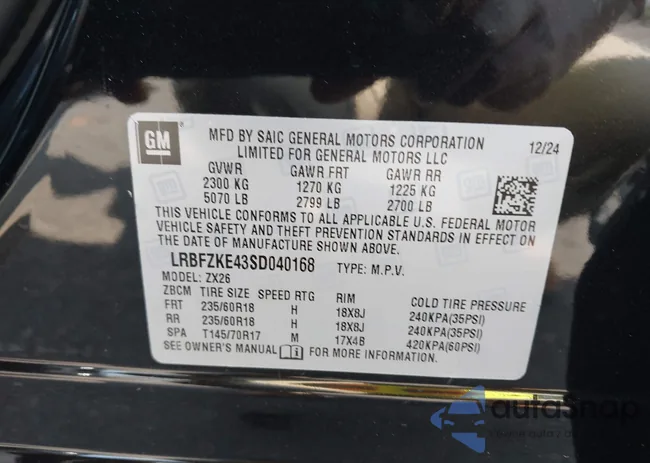 GM
MFD BY SAIC GENERAL MOTORS CORPORATION 12/24
LIMITED FOR GENERAL MOTORS LLC
GVWR GAWR FRT GAWR RR
2300 KG 1270 KG 1225 KG
5070 LB 2799 LB 2700 LB
THIS VEHICLE CONFORMS TO ALL APPLICABLE U.S. FEDERAL MOTOR
VEHICLE SAFETY AND THEFT PREVENTION STANDARDS IN EFFECT ON
THE DATE OF MANUFACTURE SHOWN ABOVE.
LRBFZKE43SD040168 TYPE: M.P.V.
MODEL: ZX26
ZBCM TIRE SIZE SPEED RTG RIM COLD TIRE PRESSURE
FRT 235/60R18 H 18X8J 240KPA(35PSI)
RR 235/60R18 H 18X8J 240KPA(35PSI)
SPA T145/70R17 M 17X4B 420KPA(60PSI)
SEE OWNER'S MANUAL FOR MORE INFORMATION.
autoSnap